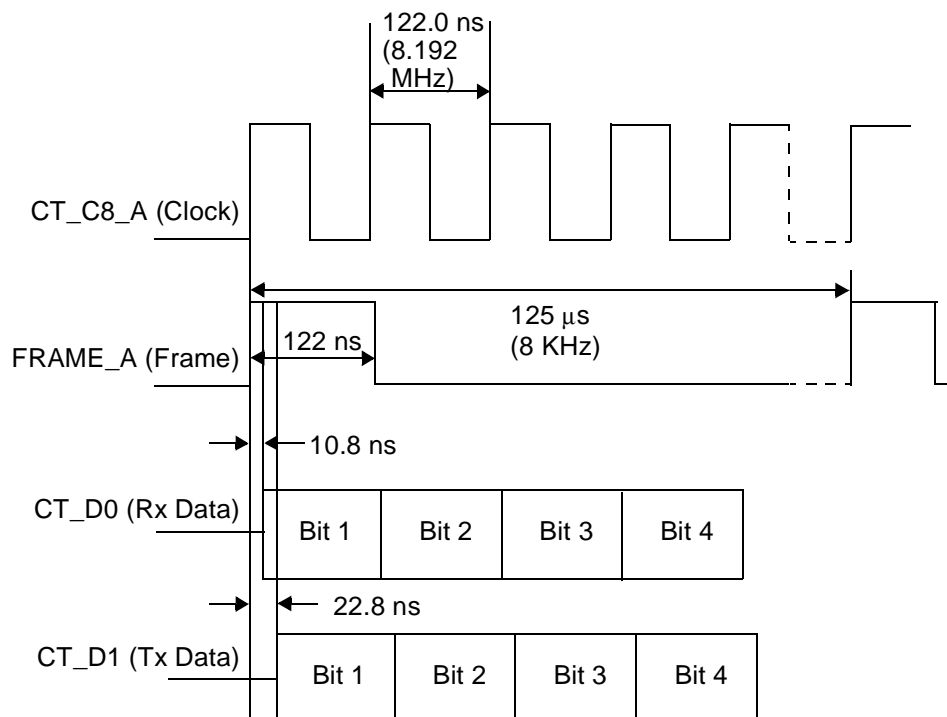 122.0 ns
(8.192
MHz)
CT_C8_A (Clock)
125 μs
(8 KHz)
122 ns
FRAME_A (Frame)
10.8 ns
CT_D0 (Rx Data)
Bit 1
Bit 2
Bit 3
Bit 4
22.8 ns
CT_D1 (Tx Data)
Bit 1
Bit 2
Bit 3
Bit 4